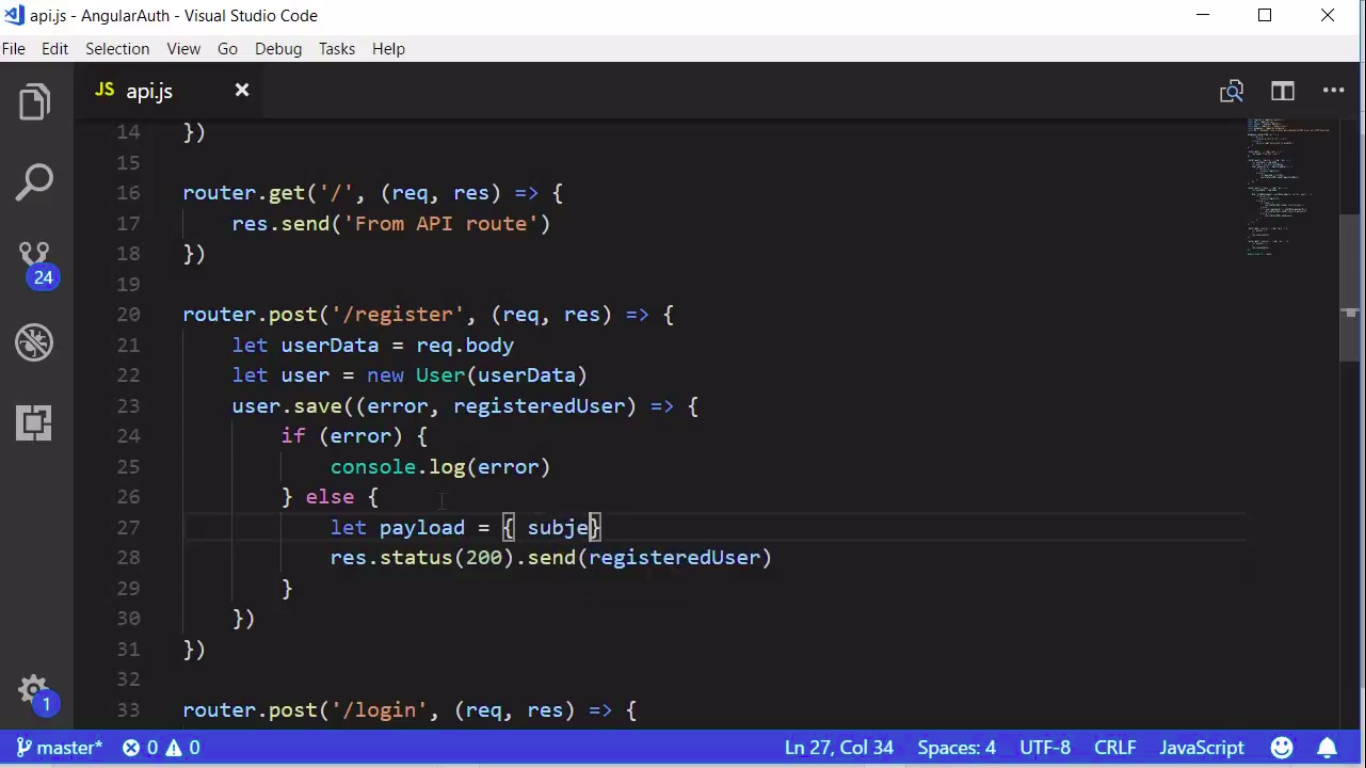 api.js - AngularAuth - Visual Studio Code
File Edit Selection View Go Debug Tasks Help
JS api.js
14 })
15
16 router.get('/', (req, res) => {
17 res.send('From API route')
18 })
19
20 router.post('/register', (req, res) => {
21 let userData = req.body
22 let user = new User(userData)
23 user.save((error, registeredUser) => {
24 if (error) {
25 console.log(error)
26 } else {
27 let payload = { subje}
28 res.status(200).send(registeredUser)
29 }
30 })
31 })
32
33 router.post('/login', (req, res) => {
24
1
master* 0 0 Ln 27, Col 34 Spaces: 4 UTF-8 CRLF JavaScript